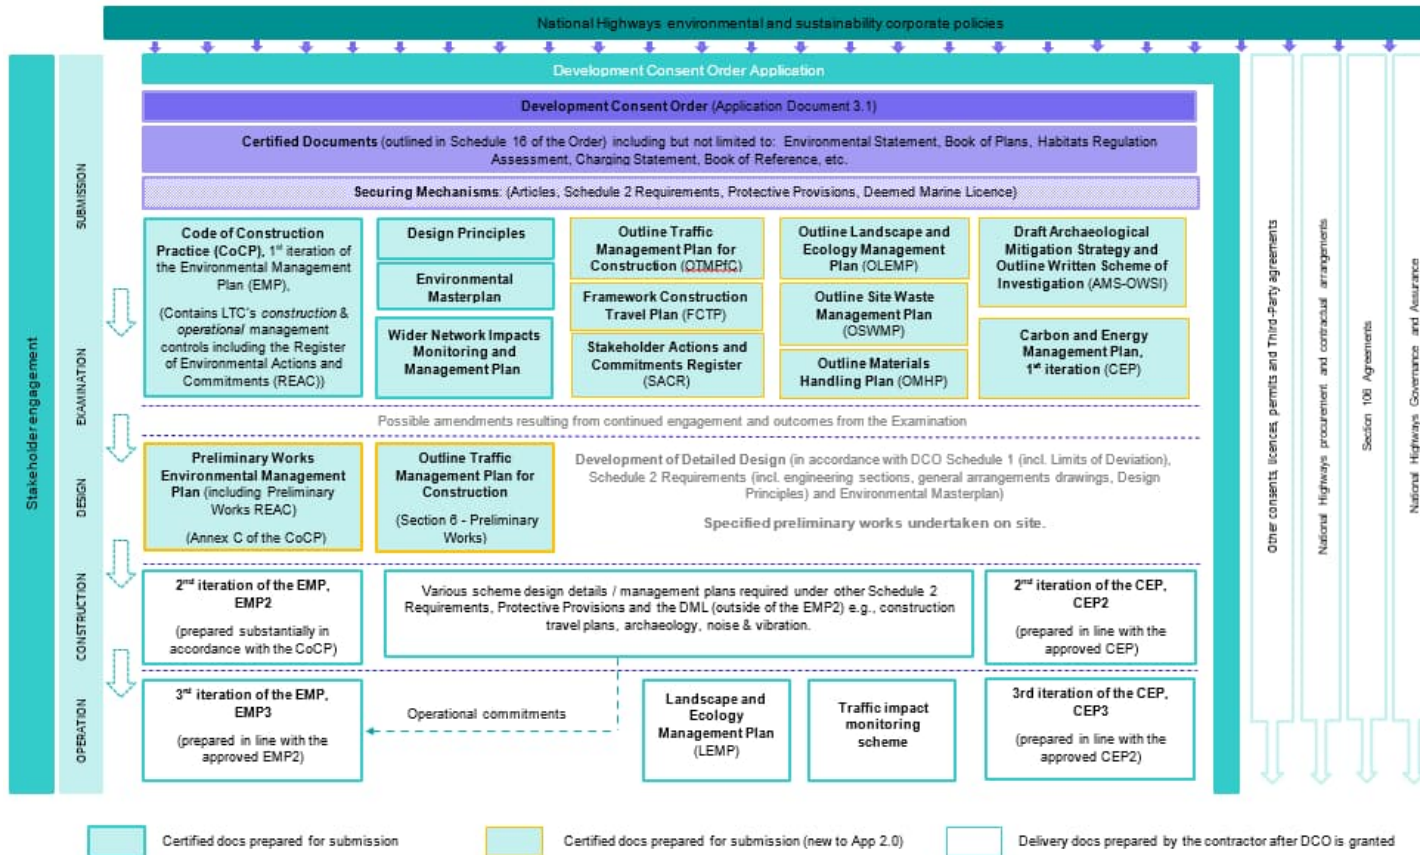 National Highways environmental and sustainability corporate policies
Development Consent Order Application
Development Consent Order (Application Document 3.1)
Certified Documents (outlined in Schedule 16 of the Order) including but not limited to: Environmental Statement, Book of Plans, Habitats Regulation
Assessment, Charging Statement, Book of Reference, etc.
Securing Mechanisms: (Articles, Schedule 2 Requirements, Protective Provisions, Deemed Marine Licence)
Stakeholder engagement
SUBMISSION
EXAMINATION
DESIGN
CONSTRUCTION
OPERATION
Code of Construction
Practice (CoCP), 1st iteration of
the Environmental Management
Plan (EMP),
(Contains LTC's construction &
operational management
controls including the Register
of Environmental Actions and
Commitments (REAC))
Design Principles
Environmental
Masterplan
Wider Network Impacts
Monitoring and
Management Plan
Outline Traffic
Management Plan for
Construction (OTMPfC)
Framework Construction
Travel Plan (FCTP)
Stakeholder Actions and
Commitments Register
(SACR)
Outline Landscape and
Ecology Management
Plan (OLEMP)
Outline Site Waste
Management Plan
(OSWMP)
Outline Materials
Handling Plan (OMHP)
Draft Archaeological
Mitigation Strategy and
Outline Written Scheme of
Investigation (AMS-OWSI)
Carbon and Energy
Management Plan,
1st iteration (CEP)
Possible amendments resulting from continued engagement and outcomes from the Examination
Preliminary Works
Environmental Management
Plan (including Preliminary
Works REAC)
(Annex C of the CoCP)
Outline Traffic
Management Plan for
Construction
(Section 6 - Preliminary
Works)
Development of Detailed Design (in accordance with DCO Schedule 1 (incl. Limits of Deviation),
Schedule 2 Requirements (incl. engineering sections, general arrangements drawings, Design
Principles) and Environmental Masterplan)
Specified preliminary works undertaken on site.
2nd iteration of the EMP,
EMP2
(prepared substantially in
accordance with the CoCP)
Various scheme design details / management plans required under other Schedule 2
Requirements, Protective Provisions and the DML (outside of the EMP2) e.g., construction
travel plans, archaeology, noise & vibration.
2nd iteration of the CEP,
CEP2
(prepared in line with the
approved CEP)
3rd iteration of the EMP,
EMP3
(prepared in line with the
approved EMP2)
Operational commitments
Landscape and
Ecology
Management Plan
(LEMP)
Traffic impact
monitoring
scheme
3rd iteration of the CEP,
CEP3
(prepared in line with the
approved CEP2)
Other consents, licences, permits and Third-Party agreements
National Highways procurement and contractual arrangements
Section 106 Agreements
National Highways Governance and Assurance
Certified docs prepared for submission
Certified docs prepared for submission (new to App 2.0)
Delivery docs prepared by the contractor after DCO is granted